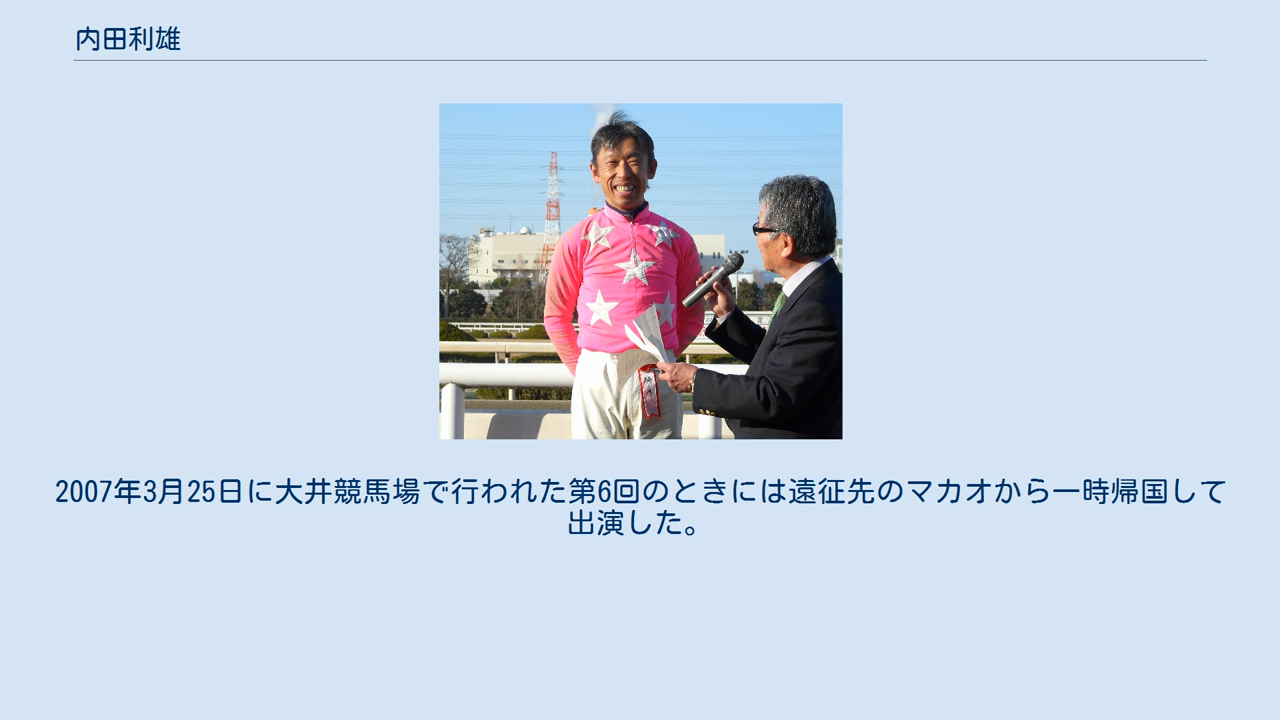 内田利雄
2007年3月25日に大井競馬場で行われた第6回のときには遠征先のマカオから一時帰国して
出演した。